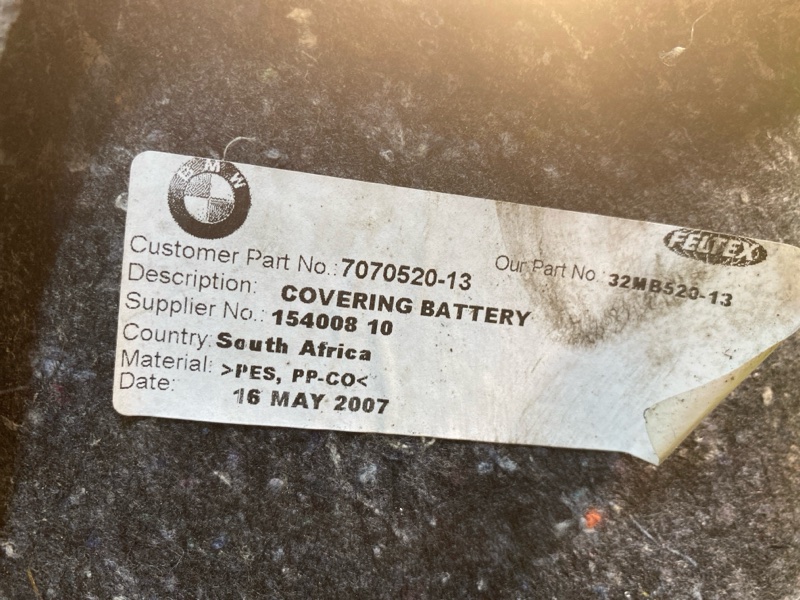 BMW
FELTEX
Customer Part No.: 7070520-13 Our Part No.: 32MB520-13
Description: COVERING BATTERY
Supplier No.: 154008 10
Country: South Africa
Material: >PES, PP-CO<
Date: 16 MAY 2007